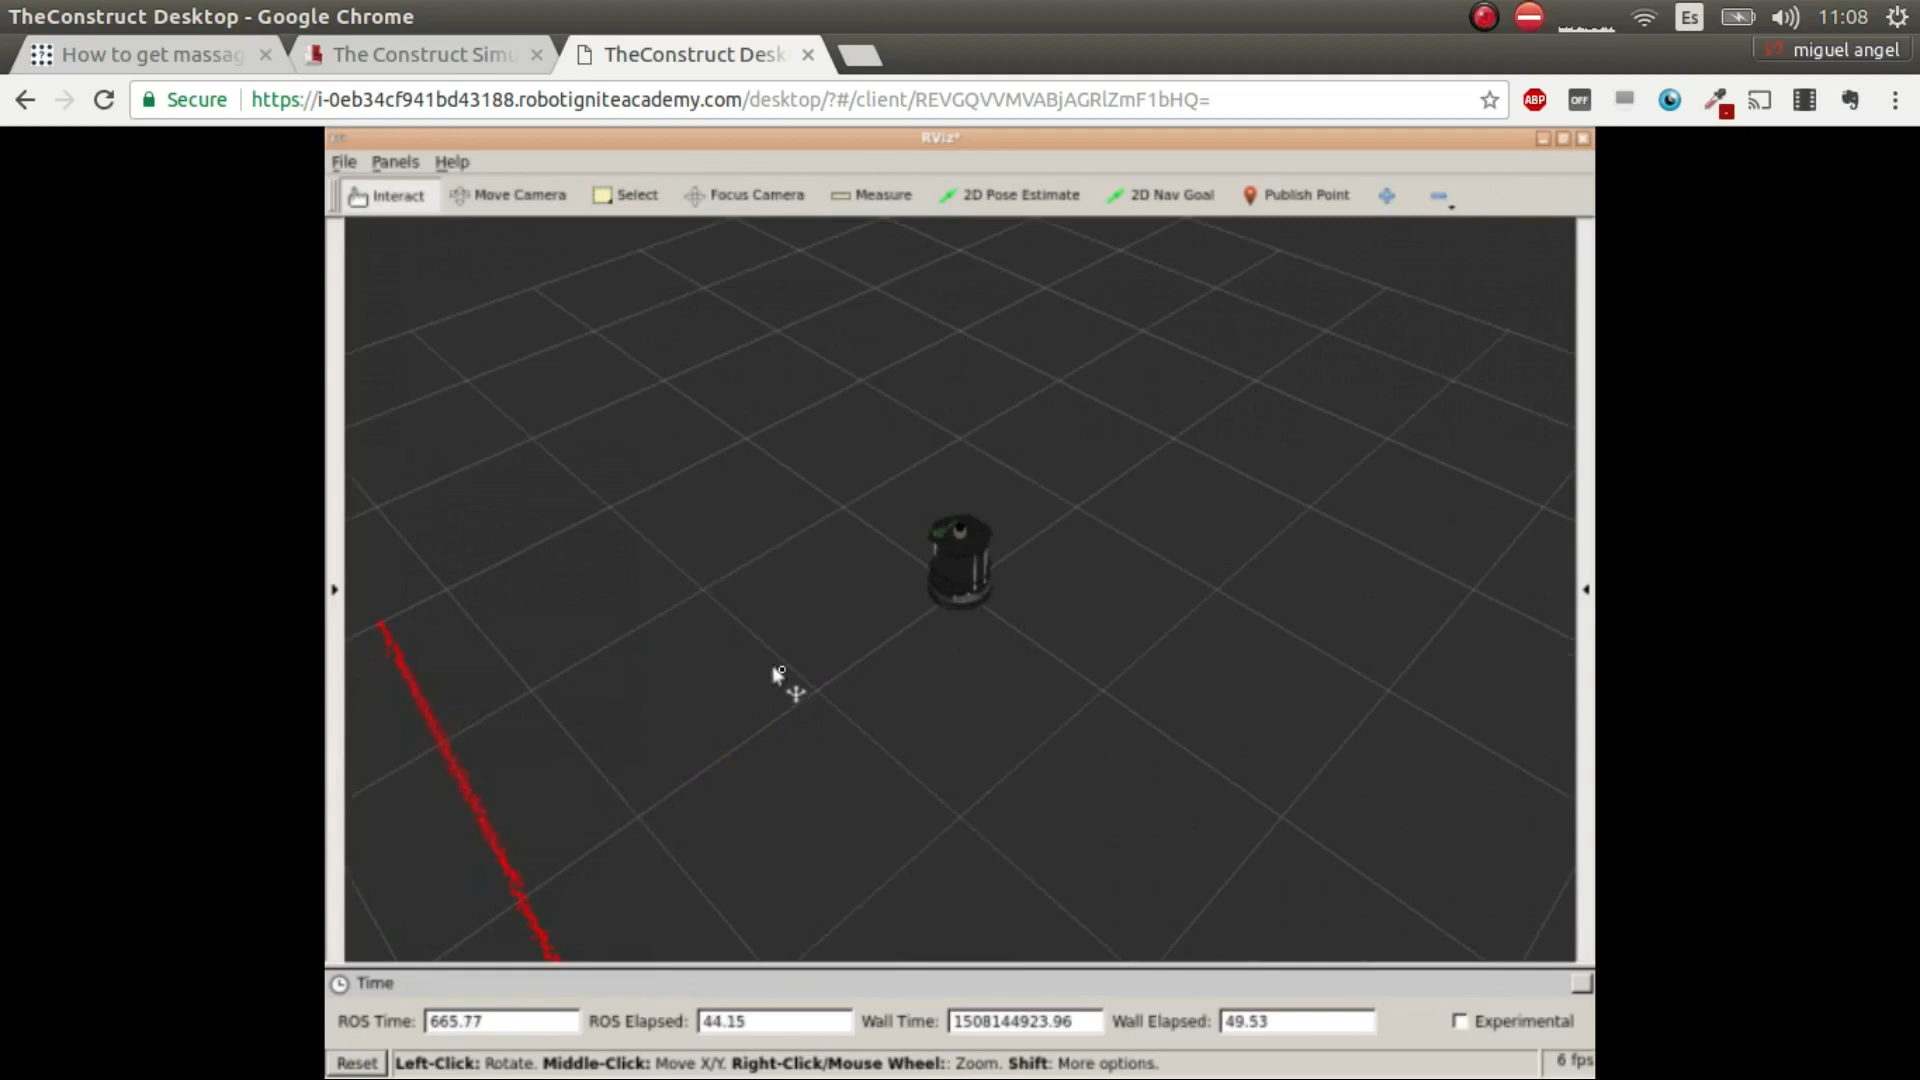 TheConstruct Desktop - Google Chrome
Es
11:08
How to get massag
The Construct Simu
TheConstruct Desk
miguel angel
Secure
https://i-0eb34cf941bd43188.robotigniteacademy.com/desktop/?#/client/REVGQVVMVABjAGRlZmF1bHQ=
ABP
OFF
RViz*
File Panels Help
Interact Move Camera Select Focus Camera Measure 2D Pose Estimate 2D Nav Goal Publish Point
Time
ROS Time: 665.77 ROS Elapsed: 44.15 Wall Time: 1508144923.96 Wall Elapsed: 49.53 Experimental
Reset Left-Click: Rotate. Middle-Click: Move X/Y. Right-Click/Mouse Wheel:: Zoom. Shift: More options. 6 fps